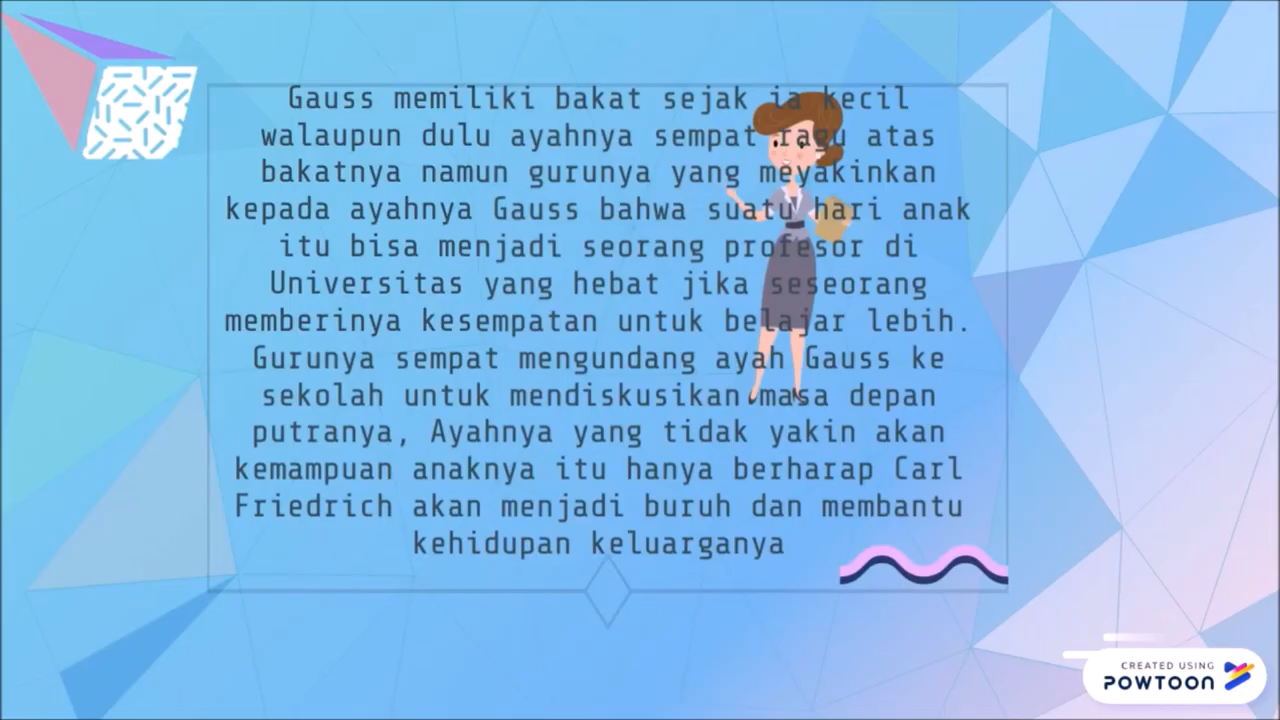 Gauss memiliki bakat sejak ia kecil
walaupun dulu ayahnya sempat ragu atas
bakatnya namun gurunya yang meyakinkan
kepada ayahnya Gauss bahwa suatu hari anak
itu bisa menjadi seorang profesor di
Universitas yang hebat jika seseorang
memberinya kesempatan untuk belajar lebih.
Gurunya sempat mengundang ayah Gauss ke
sekolah untuk mendiskusikan masa depan
putranya, Ayahnya yang tidak yakin akan
kemampuan anaknya itu hanya berharap Carl
Friedrich akan menjadi buruh dan membantu
kehidupan keluarganya
CREATED USING
POWTOON